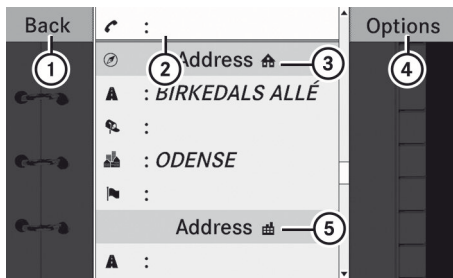 Back
Options
:
1
2
Address
3
4
: BIRKEDALS ALLÉ
:
: ODENSE
:
Address
5
: